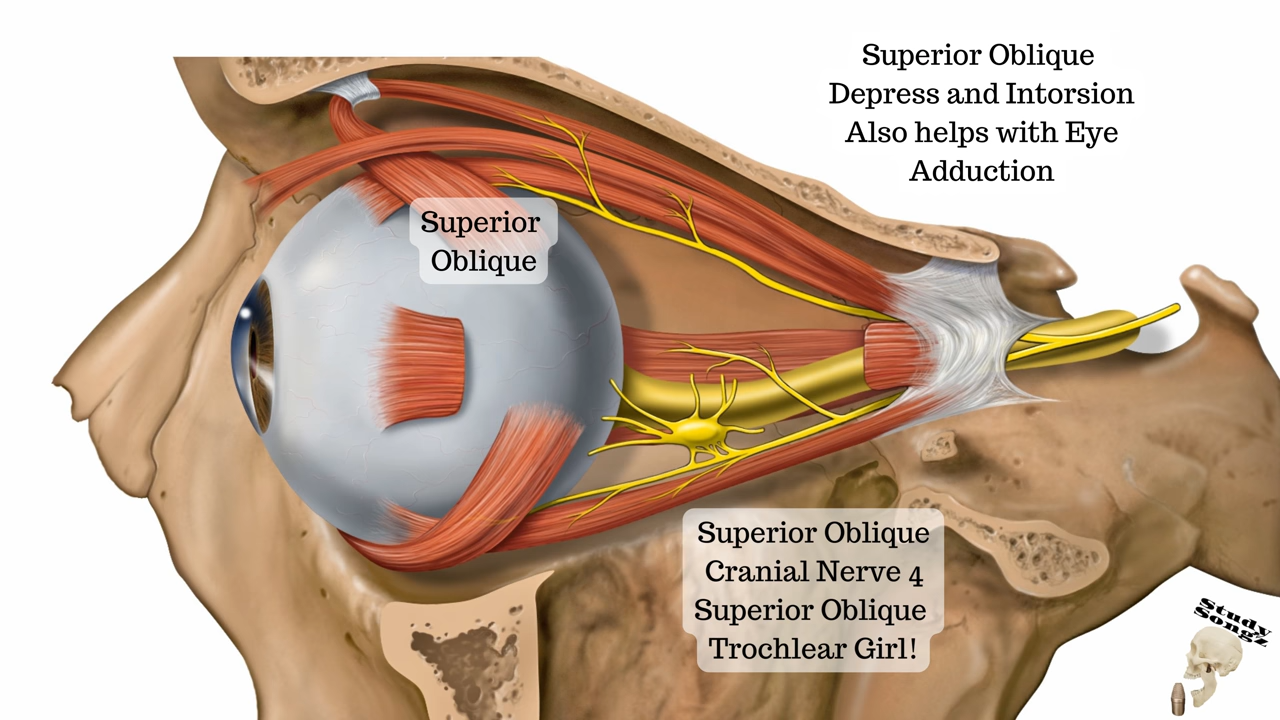 Superior Oblique
Depress and Intorsion
Also helps with Eye
Adduction
Superior
Oblique
Superior Oblique
Cranial Nerve 4
Superior Oblique
Trochlear Girl!
Study
Songz